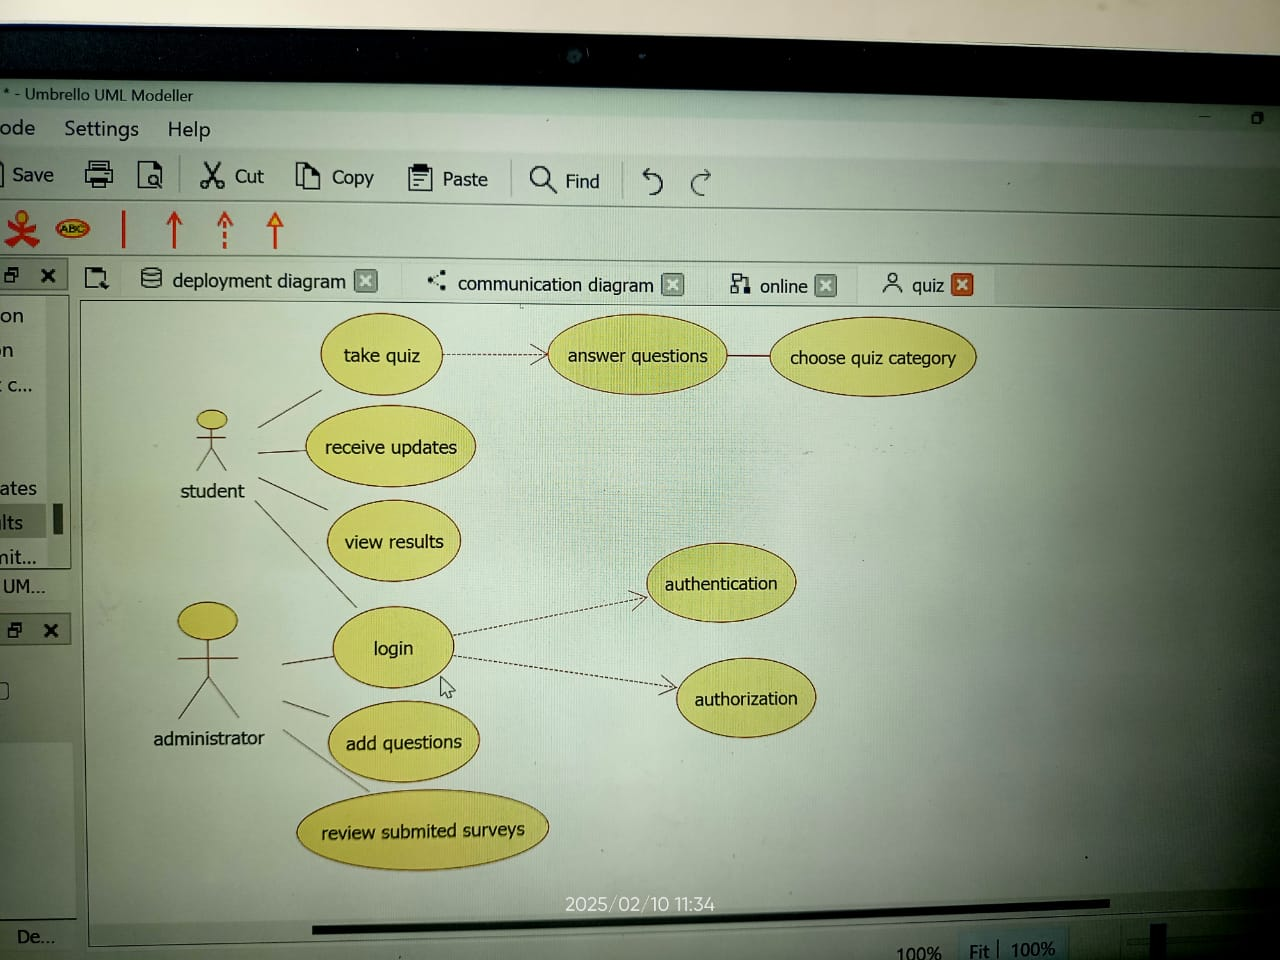 * - Umbrello UML Modeller
ode Settings Help
Save Cut Copy Paste Find
ABC
deployment diagram communication diagram online quiz
on
n
c...
ates
lts
mit...
UM...
De...
take quiz
answer questions
choose quiz category
receive updates
student
view results
authentication
login
authorization
administrator
add questions
review submited surveys
2025/02/10 11:34
100% Fit 100%